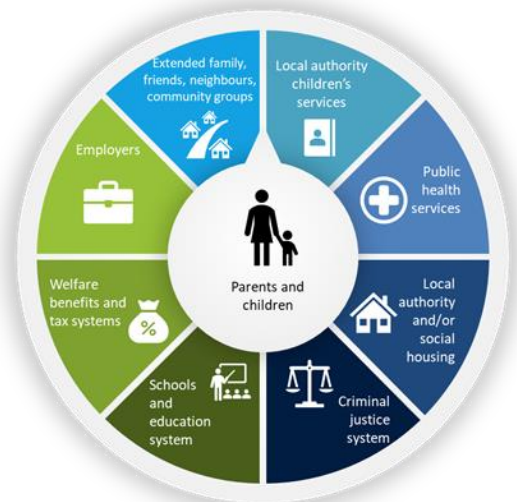 Extended family,
friends, neighbours,
community groups
Local authority
children's
services
Public
health
services
Local
authority
and/or
social
housing
Criminal
justice
system
Schools
and
education
system
Welfare
benefits and
tax systems
%
Employers
Parents and
children